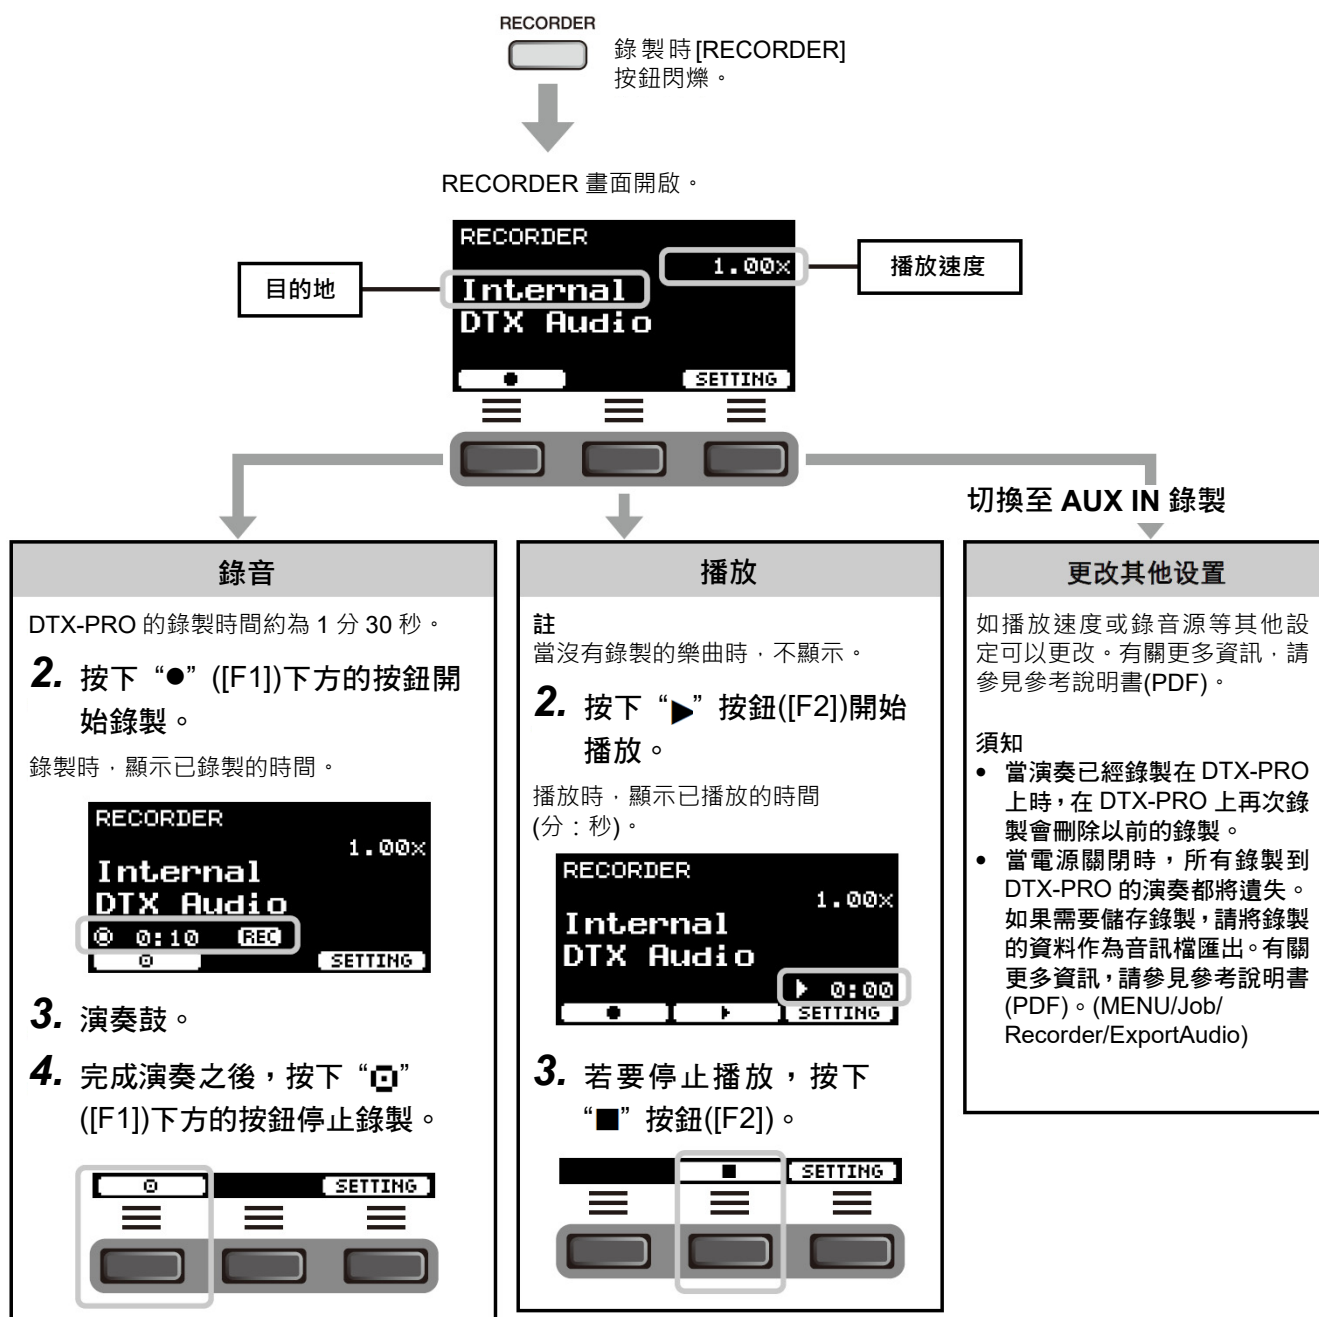 RECORDER
錄製時[RECORDER]
按鈕閃爍。
RECORDER 畫面開啟。
RECORDER
1.00x
播放速度
目的地
Internal
DTX Audio
●
SETTING
切換至 AUX IN 錄製
錄音
DTX-PRO 的錄製時間約為 1 分 30 秒。
2. 按下 “●” ([F1])下方的按鈕開
始錄製。
錄製時，顯示已錄製的時間。
RECORDER
1.00x
Internal
DTX Audio
0:10 REC
SETTING
3. 演奏鼓。
4. 完成演奏之後，按下 “⊡”
([F1])下方的按鈕停止錄製。
SETTING
播放
註
當沒有錄製的樂曲時，不顯示。
2. 按下 “▶” 按鈕([F2])開始
播放。
播放時，顯示已播放的時間
(分：秒)。
RECORDER
1.00x
Internal
DTX Audio
▶ 0:00
● ▶ SETTING
3. 若要停止播放，按下
“■” 按鈕([F2])。
■ SETTING
更改其他设置
如播放速度或錄音源等其他設
定可以更改。有關更多資訊，請
參見參考說明書(PDF)。
須知
• 當演奏已經錄製在 DTX-PRO
上時，在 DTX-PRO 上再次錄
製會刪除以前的錄製。
• 當電源關閉時，所有錄製到
DTX-PRO 的演奏都將遺失。
如果需要儲存錄製，請將錄製
的資料作為音訊檔匯出。有關
更多資訊，請參見參考說明書
(PDF)。(MENU/Job/
Recorder/ExportAudio)